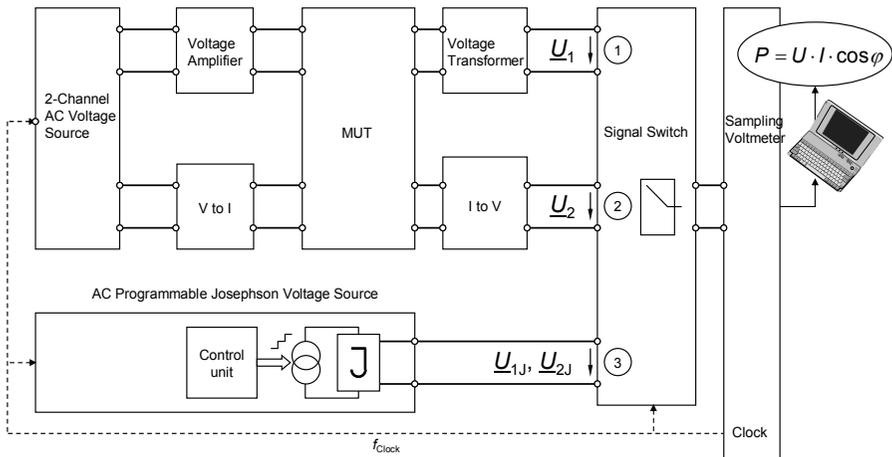 2-Channel
AC Voltage
Source
Voltage
Amplifier
V to I
MUT
Voltage
Transformer
I to V
U1
1
U2
2
Signal Switch
Sampling
Voltmeter
P = U · I · cosφ
AC Programmable Josephson Voltage Source
Control
unit
J
U1J, U2J
3
Clock
fClock